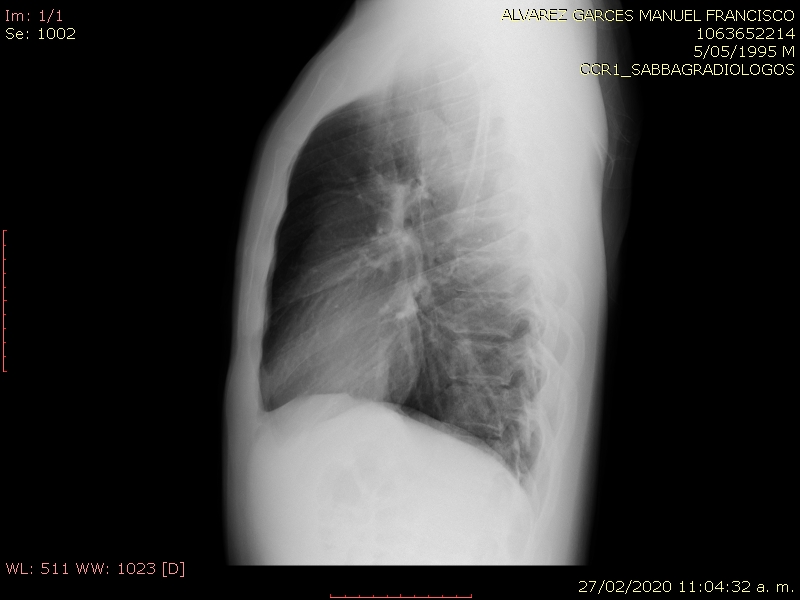 Im: 1/1
Se: 1002
ALVAREZ GARCES MANUEL FRANCISCO
1063652214
5/05/1995 M
CCR1_SABBAGRADIOLOGOS
WL: 511 WW: 1023 [D]
27/02/2020 11:04:32 a. m.